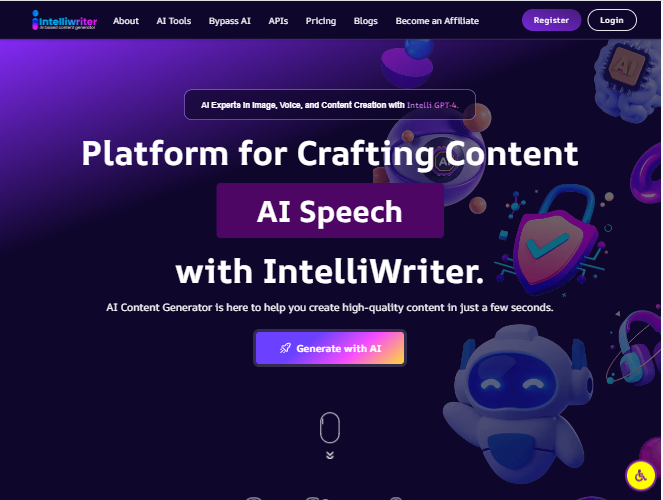 Intelliwriter
ai based content generator
About AI Tools Bypass AI APIs Pricing Blogs Become an Affiliate Register Login
AI Experts in Image, Voice, and Content Creation with Intelli GPT-4.
Platform for Crafting Content
AI Speech
with IntelliWriter.
AI Content Generator is here to help you create high-quality content in just a few seconds.
Generate with AI
AI
AI